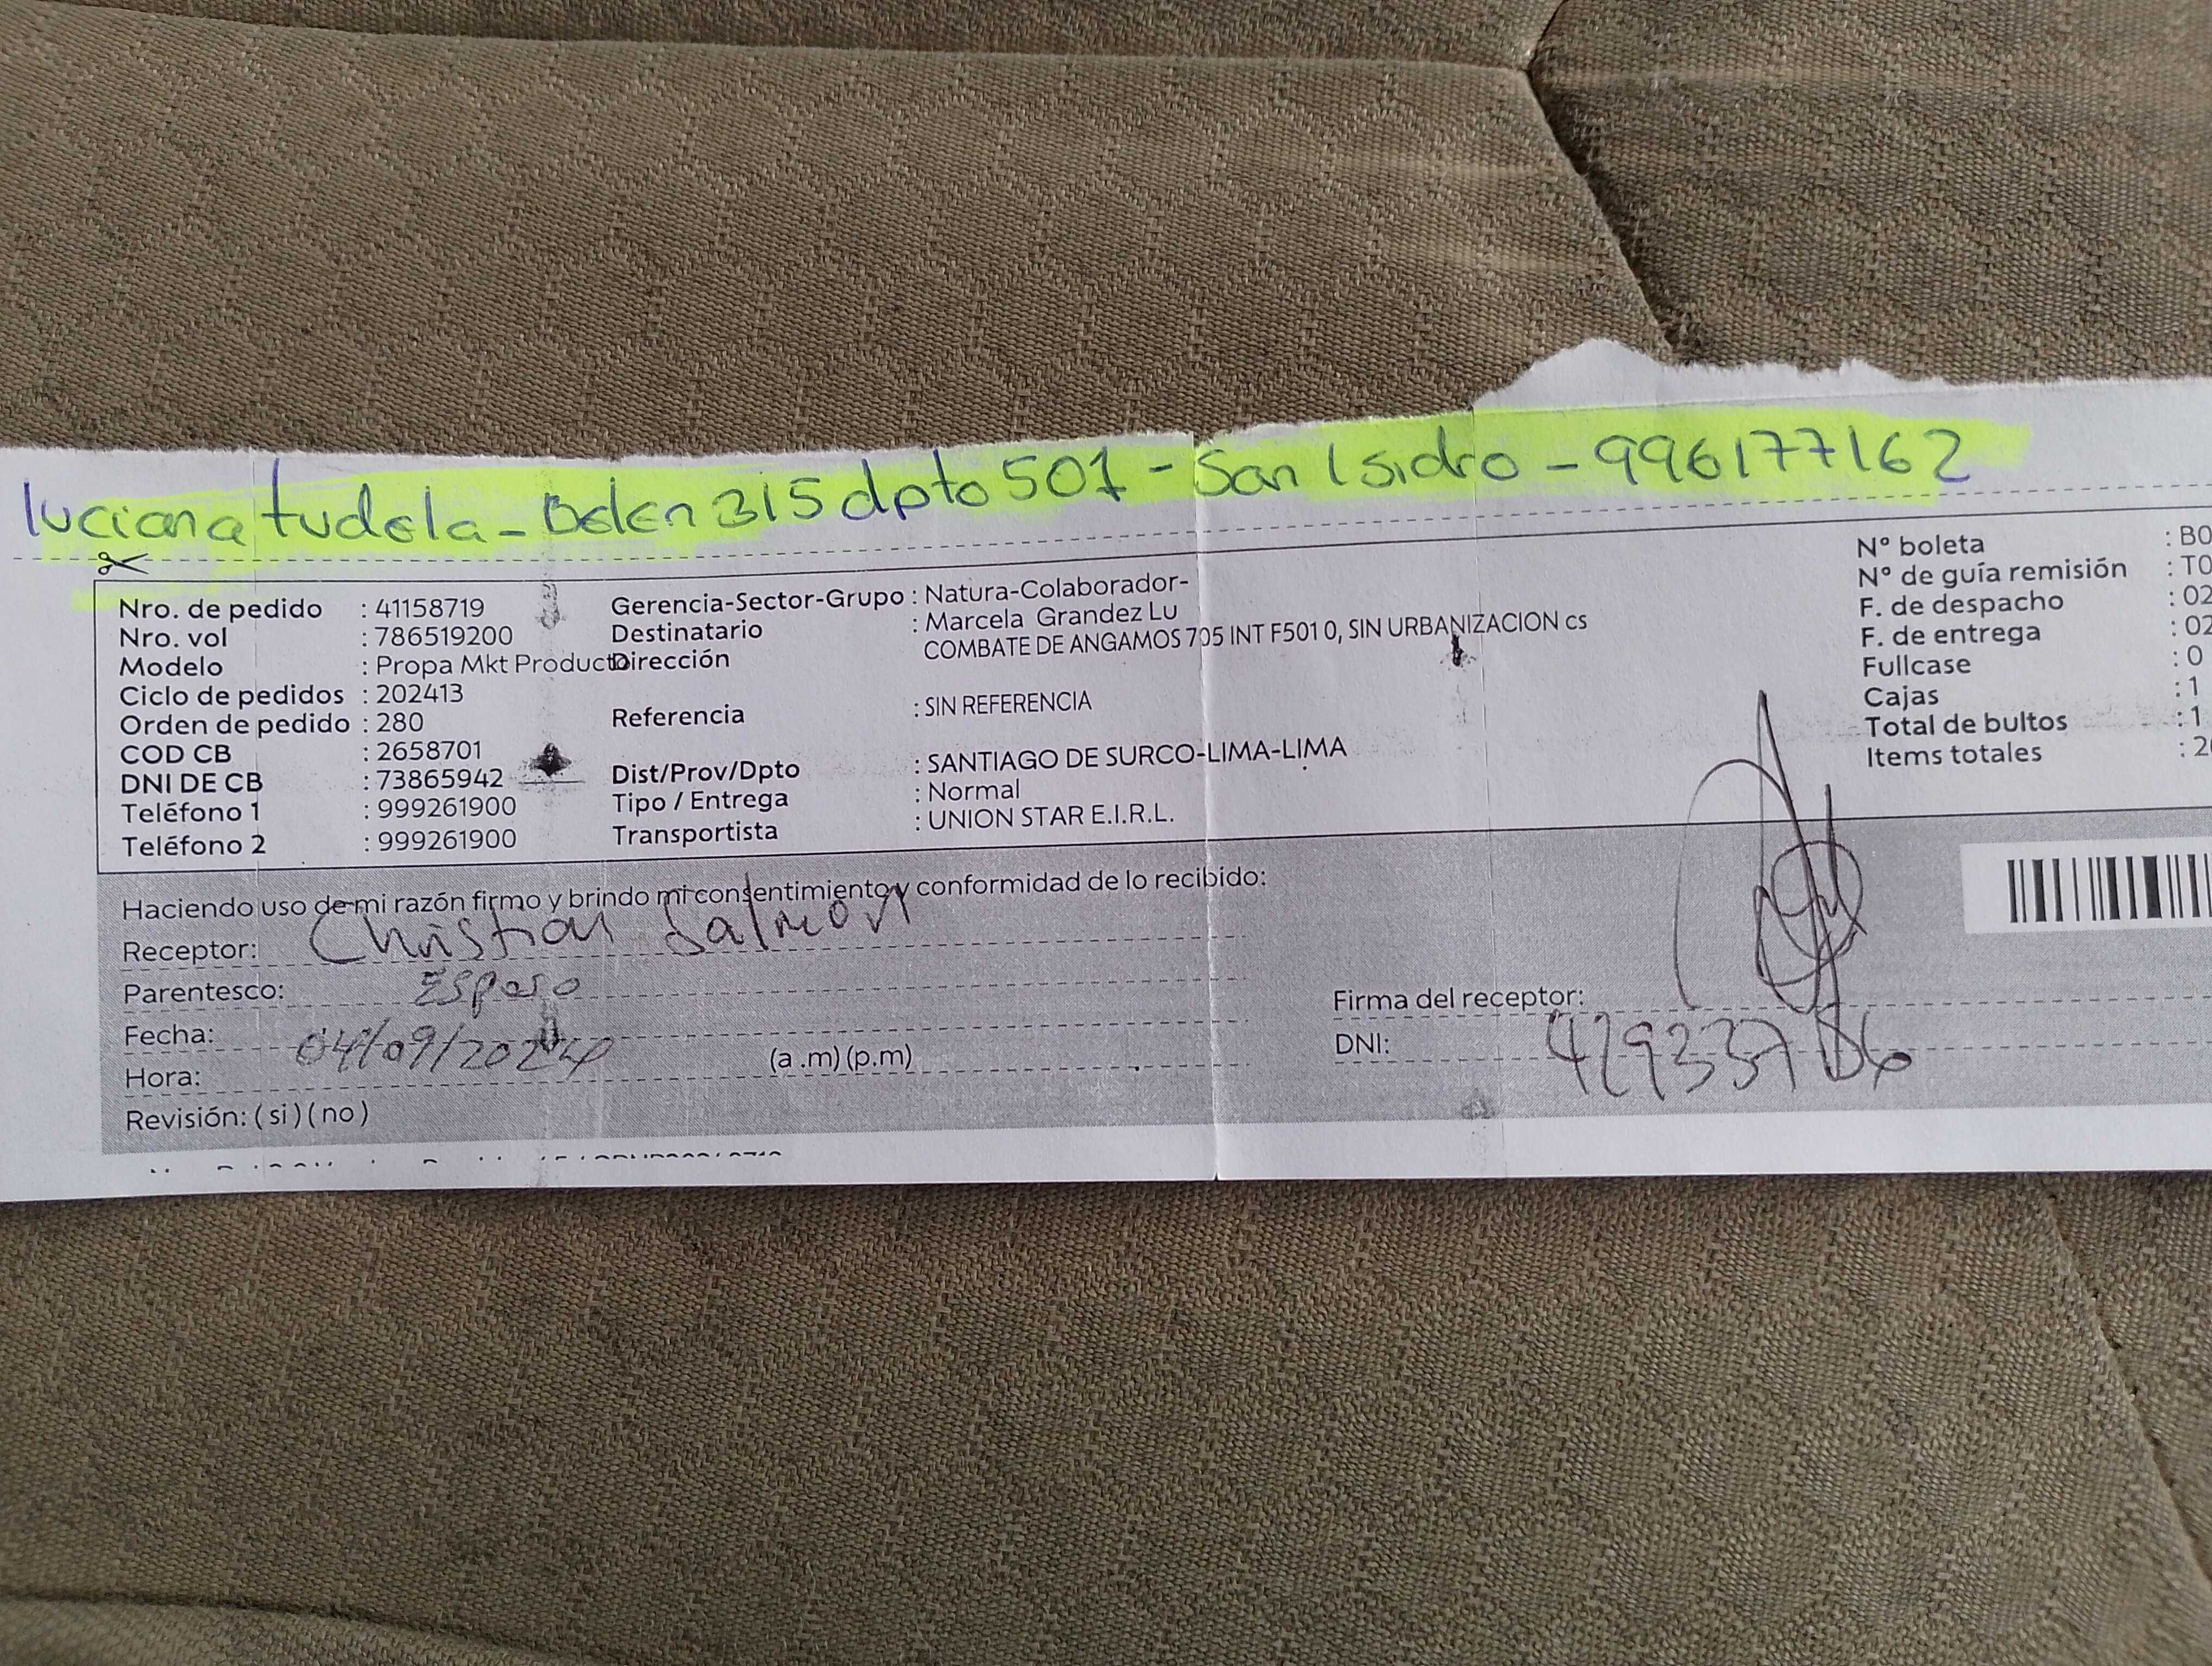 luciana tudela - Belen 315 dpto 501 - San Isidro - 996177162
Nro. de pedido : 41158719
Nro. vol : 786519200
Modelo : Propa Mkt Producto
Ciclo de pedidos : 202413
Orden de pedido : 280
COD CB : 2658701
DNI DE CB : 73865942
Teléfono 1 : 999261900
Teléfono 2 : 999261900
Gerencia-Sector-Grupo : Natura-Colaborador-
Destinatario : Marcela Grandez Lu
Dirección COMBATE DE ANGAMOS 705 INT F501 0, SIN URBANIZACION cs
Referencia : SIN REFERENCIA
Dist/Prov/Dpto : SANTIAGO DE SURCO-LIMA-LIMA
Tipo / Entrega : Normal
Transportista : UNION STAR E.I.R.L.
Nº boleta : B0
Nº de guía remisión : T0
F. de despacho : 02
F. de entrega : 02
Fullcase : 0
Cajas : 1
Total de bultos : 1
Items totales : 2
Haciendo uso de mi razón firmo y brindo mi consentimiento y conformidad de lo recibido:
Receptor: Christian Salmon
Parentesco: Esposo
Fecha: 04/09/2024
Hora: (a .m) (p.m)
Revisión: ( si ) ( no )
Firma del receptor:
DNI: